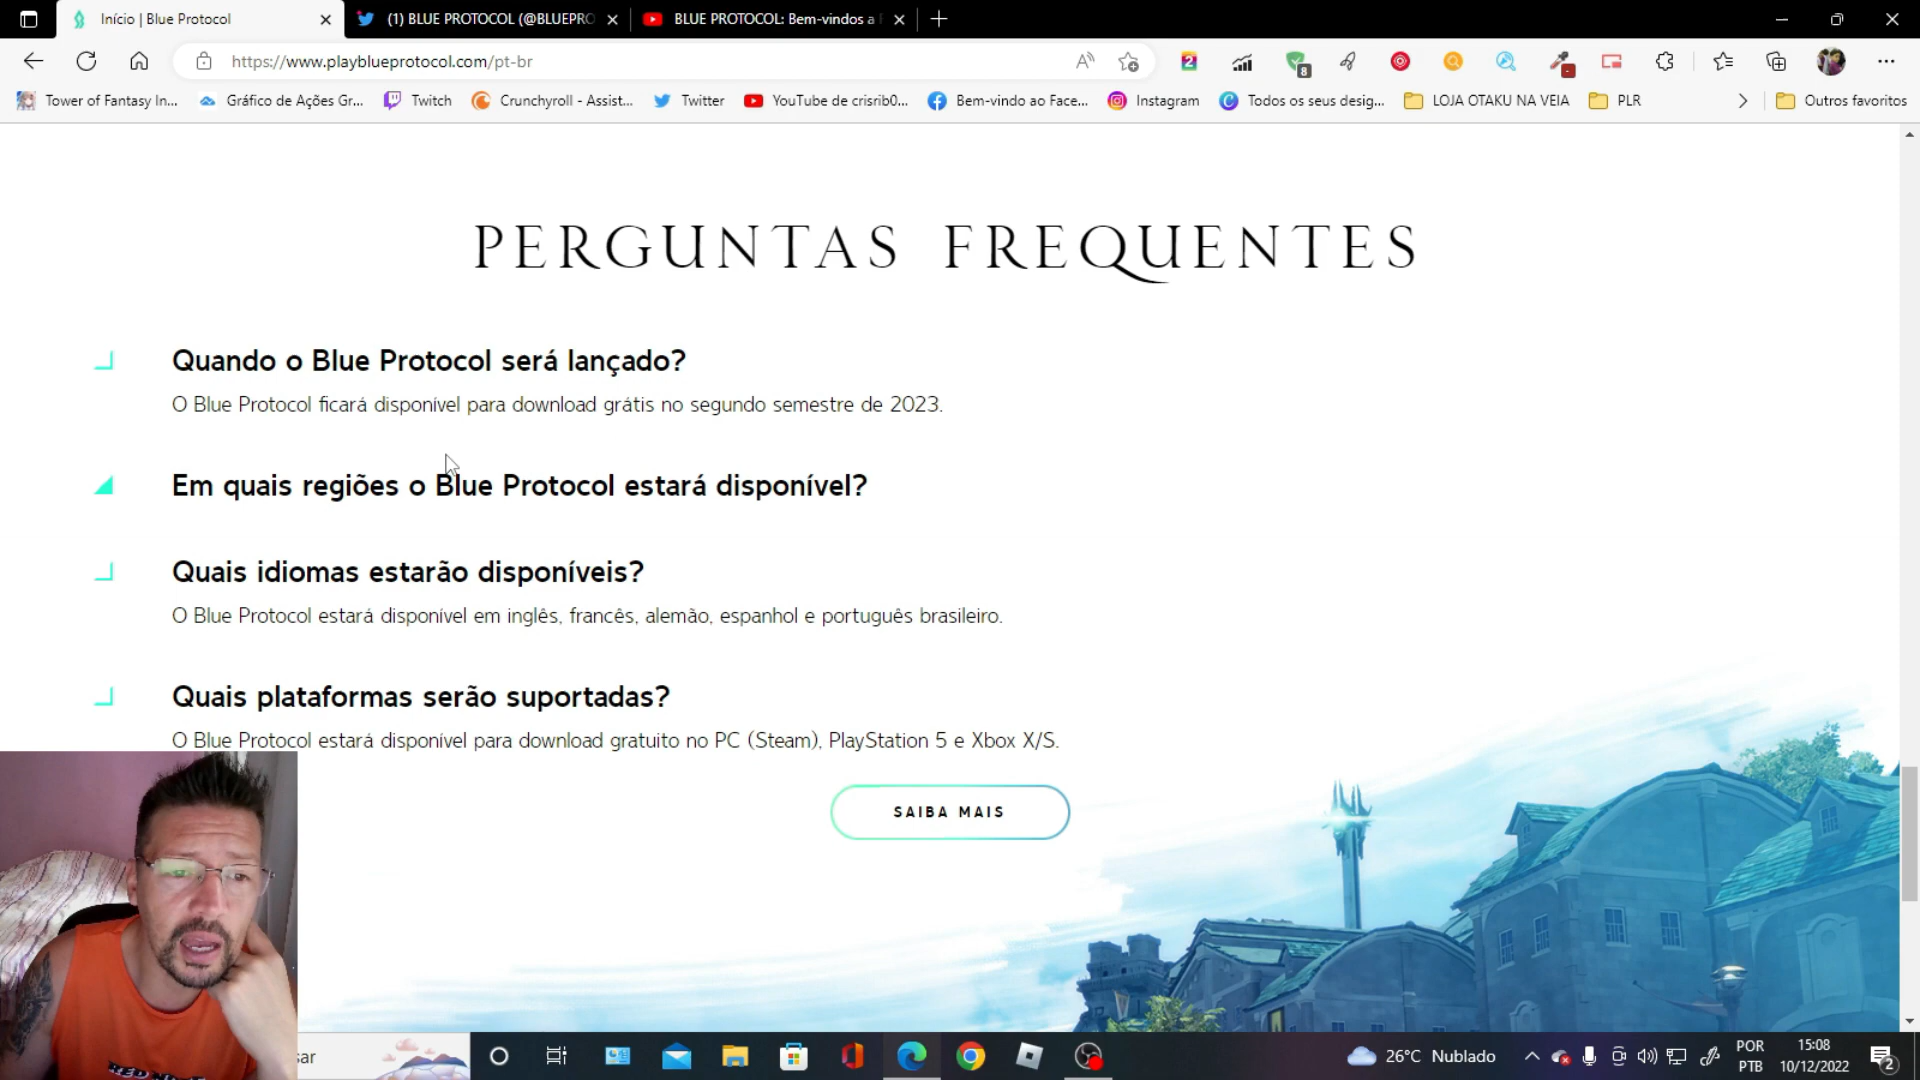 Início | Blue Protocol
(1) BLUE PROTOCOL (@BLUEPRO
BLUE PROTOCOL: Bem-vindos a
https://www.playblueprotocol.com/pt-br
Tower of Fantasy In...
Gráfico de Ações Gr...
Twitch
Crunchyroll - Assist...
Twitter
YouTube de crisrib0...
Bem-vindo ao Face...
Instagram
Todos os seus desig...
LOJA OTAKU NA VEIA
PLR
Outros favoritos
PERGUNTAS FREQUENTES
Quando o Blue Protocol será lançado?
O Blue Protocol ficará disponível para download grátis no segundo semestre de 2023.
Em quais regiões o Blue Protocol estará disponível?
Quais idiomas estarão disponíveis?
O Blue Protocol estará disponível em inglês, francês, alemão, espanhol e português brasileiro.
Quais plataformas serão suportadas?
O Blue Protocol estará disponível para download gratuito no PC (Steam), PlayStation 5 e Xbox X/S.
SAIBA MAIS
sar
26°C Nublado
POR
PTB
15:08
10/12/2022
2
8